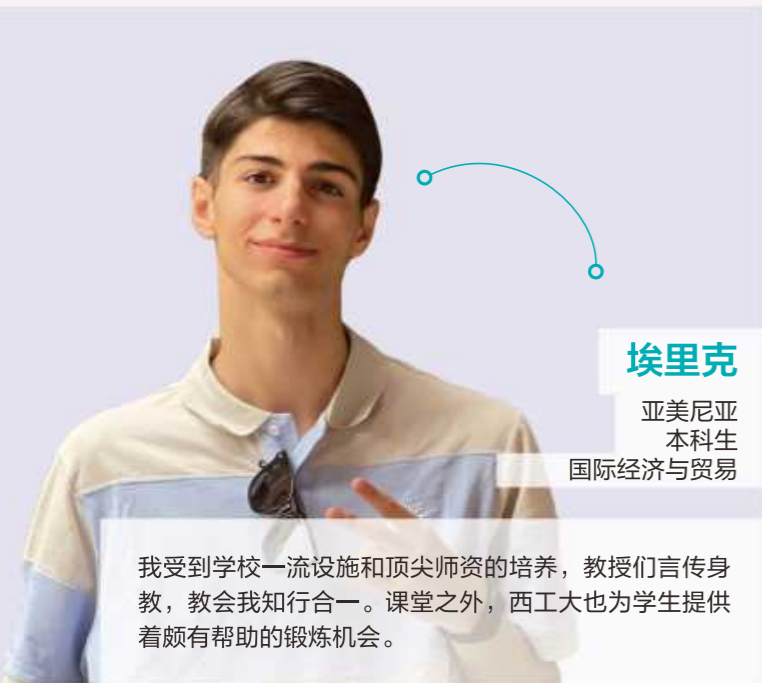 埃里克
亚美尼亚
本科生
国际经济与贸易
我受到学校一流设施和顶尖师资的培养，教授们言传身
教，教会我知行合一。课堂之外，西工大也为学生提供
着颇有帮助的锻炼机会。